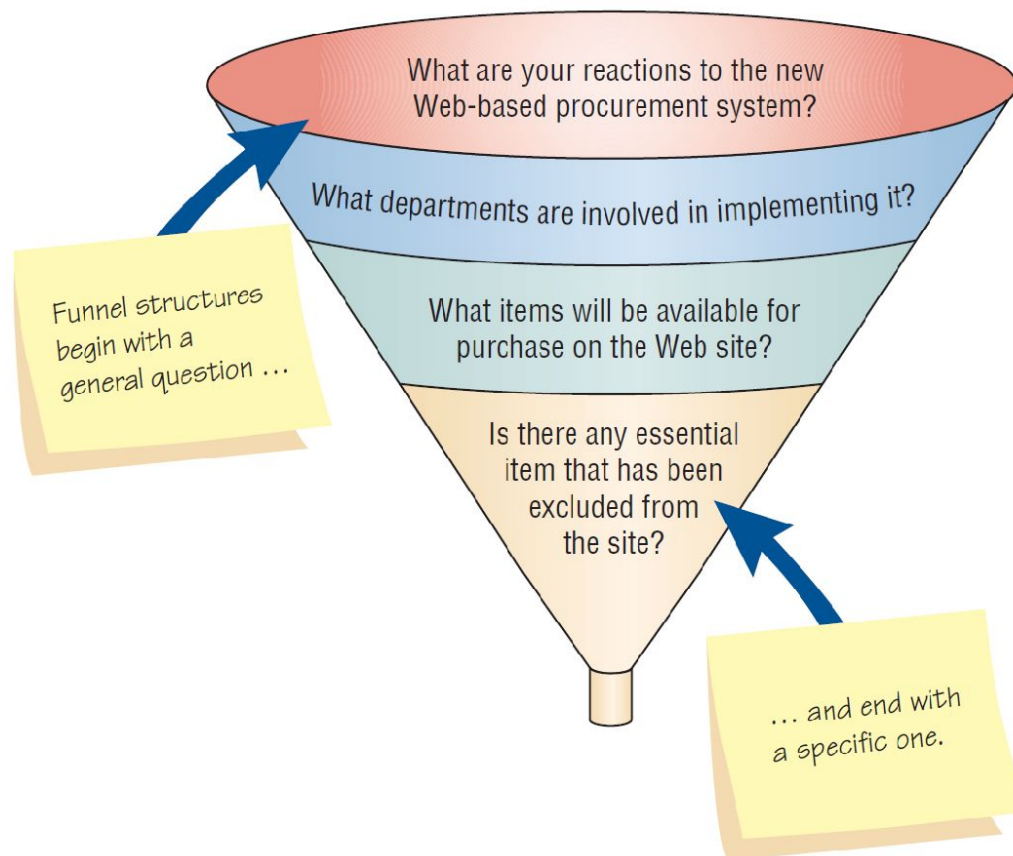 What are your reactions to the new
Web-based procurement system?
What departments are involved in implementing it?
What items will be available for
purchase on the Web site?
Is there any essential
item that has been
excluded from
the site?
Funnel structures
begin with a
general question ...
... and end with
a specific one.